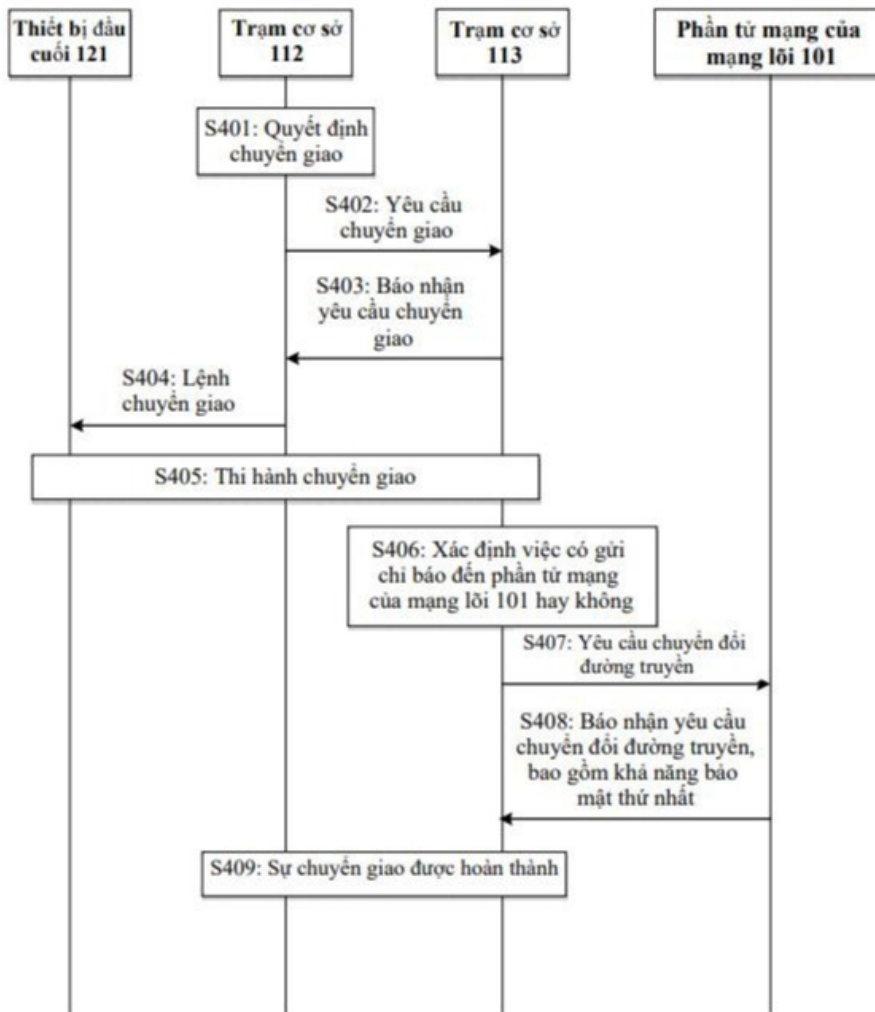 Thiết bị đầu
cuối 121
Trạm cơ sở
112
Trạm cơ sở
113
Phần tử mạng của
mạng lõi 101
S401: Quyết định
chuyển giao
S402: Yêu cầu
chuyển giao
S403: Báo nhận
yêu cầu chuyển
giao
S404: Lệnh
chuyển giao
S405: Thi hành chuyển giao
S406: Xác định việc có gửi
chỉ báo đến phần tử mạng
của mạng lõi 101 hay không
S407: Yêu cầu chuyển đổi
đường truyền
S408: Báo nhận yêu cầu
chuyển đổi đường truyền,
bao gồm khả năng bảo
mật thứ nhất
S409: Sự chuyển giao được hoàn thành